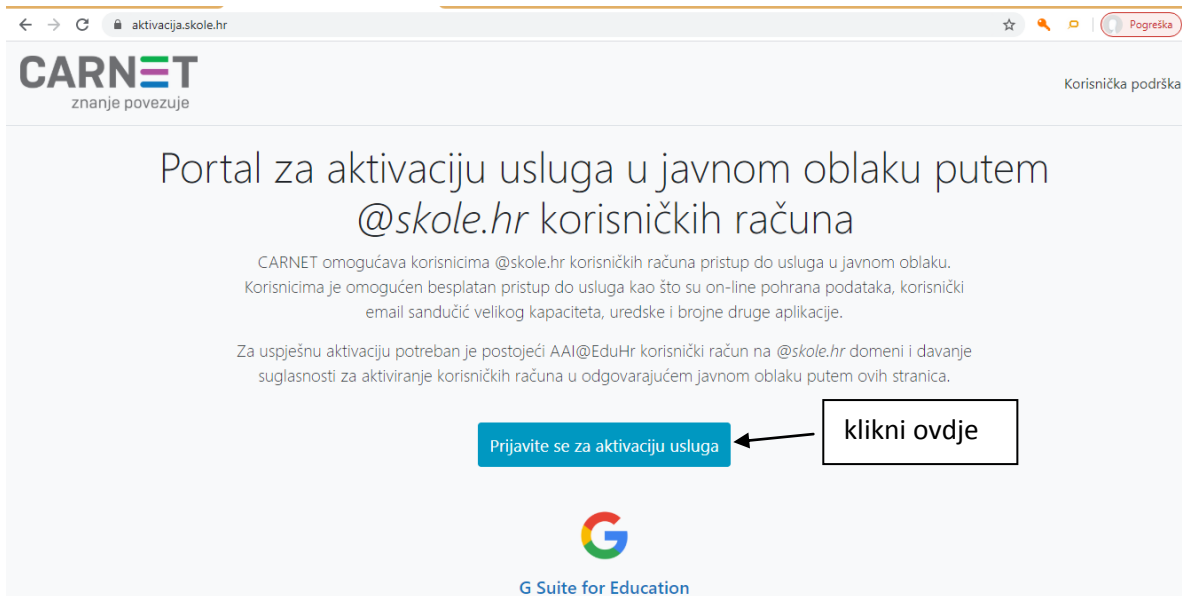 aktivacija.skole.hr
Pogreška
CARNET
znanje povezuje
Korisnička podrška
Portal za aktivaciju usluga u javnom oblaku putem
@skole.hr korisničkih računa
CARNET omogućava korisnicima @skole.hr korisničkih računa pristup do usluga u javnom oblaku.
Korisnicima je omogućen besplatan pristup do usluga kao što su on-line pohrana podataka, korisnički
email sandučić velikog kapaciteta, uredske i brojne druge aplikacije.
Za uspješnu aktivaciju potreban je postojeći AAI@EduHr korisnički račun na @skole.hr domeni i davanje
suglasnosti za aktiviranje korisničkih računa u odgovarajućem javnom oblaku putem ovih stranica.
Prijavite se za aktivaciju usluga
klikni ovdje
G Suite for Education